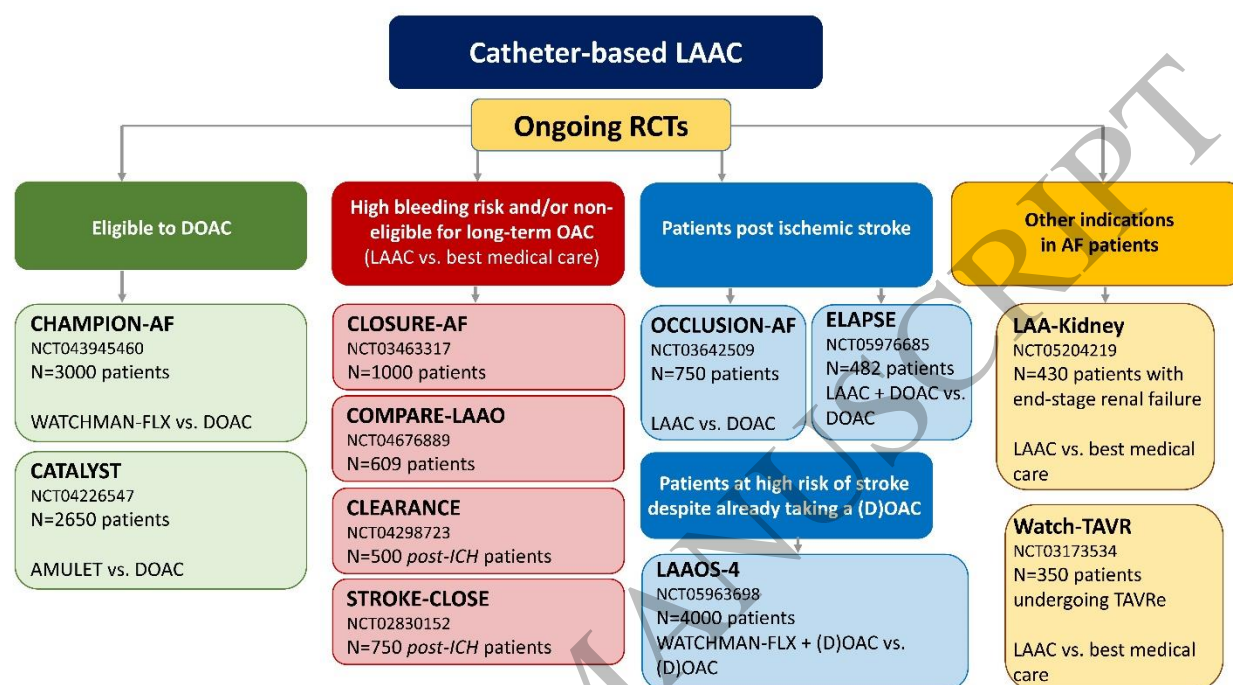 Catheter-based LAAC
Ongoing RCTs
Eligible to DOAC
CHAMPION-AF
NCT043945460
N=3000 patients
WATCHMAN-FLX vs. DOAC
CATALYST
NCT04226547
N=2650 patients
AMULET vs. DOAC
High bleeding risk and/or non-
eligible for long-term OAC
(LAAC vs. best medical care)
CLOSURE-AF
NCT03463317
N=1000 patients
COMPARE-LAAO
NCT04676889
N=609 patients
CLEARANCE
NCT04298723
N=500 post-ICH patients
STROKE-CLOSE
NCT02830152
N=750 post-ICH patients
Patients post ischemic stroke
OCCLUSION-AF
NCT03642509
N=750 patients
LAAC vs. DOAC
ELAPSE
NCT05976685
N=482 patients
LAAC + DOAC vs.
DOAC
Patients at high risk of stroke
despite already taking a (D)OAC
LAAOS-4
NCT05963698
N=4000 patients
WATCHMAN-FLX + (D)OAC vs.
(D)OAC
Other indications
in AF patients
LAA-Kidney
NCT05204219
N=430 patients with
end-stage renal failure
LAAC vs. best medical
care
Watch-TAVR
NCT03173534
N=350 patients
undergoing TAVRe
LAAC vs. best medical
care
MANUSCRIPT